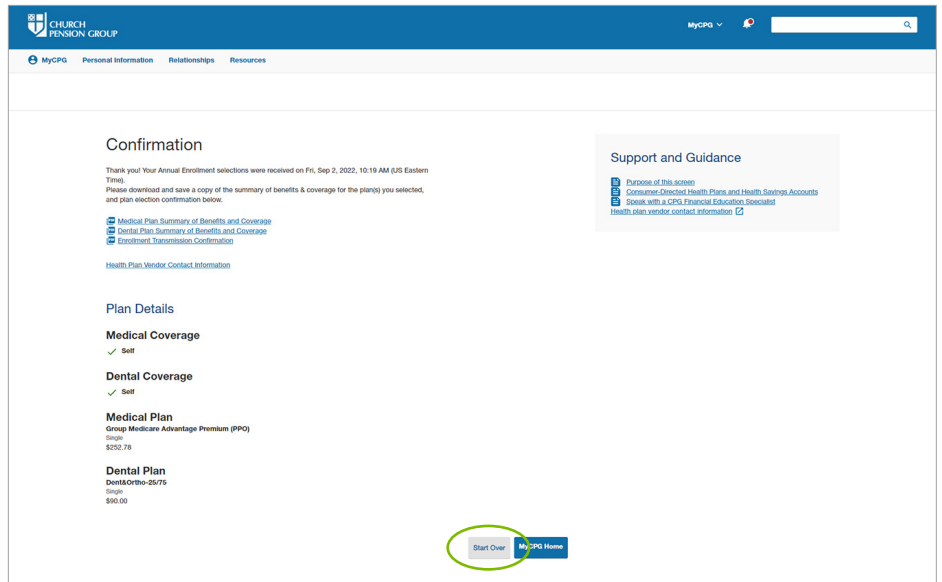 CHURCH
PENSION GROUP
MyCPG
MyCPG Personal Information Relationships Resources
Confirmation
Thank you! Your Annual Enrollment selections were received on Fri, Sep 2, 2022, 10:19 AM (US Eastern
Time).
Please download and save a copy of the summary of benefits & coverage for the plan(s) you selected,
and plan election confirmation below.
Medical Plan Summary of Benefits and Coverage
Dental Plan Summary of Benefits and Coverage
Enrollment Transmission Confirmation
Health Plan Vendor Contact Information
Support and Guidance
Purpose of this screen
Consumer-Directed Health Plans and Health Savings Accounts
Speak with a CPG Financial Education Specialist
Health plan vendor contact information
Plan Details
Medical Coverage
Self
Dental Coverage
Self
Medical Plan
Group Medicare Advantage Premium (PPO)
Single
$252.78
Dental Plan
Dent&Ortho-25/75
Single
$90.00
Start Over MyCPG Home